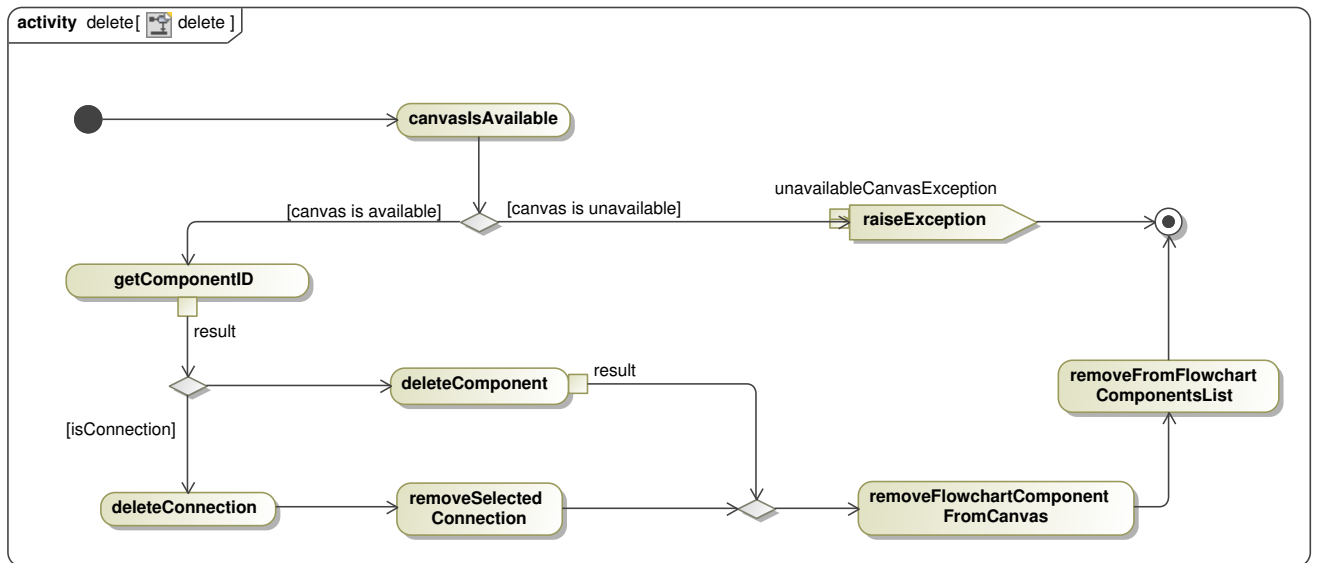 activity delete[ delete ]
canvasIsAvailable
[canvas is available]
[canvas is unavailable]
unavailableCanvasException
raiseException
getComponentID
result
deleteComponent
result
[isConnection]
deleteConnection
removeSelected
Connection
removeFlowchartComponent
FromCanvas
removeFromFlowchart
ComponentsList